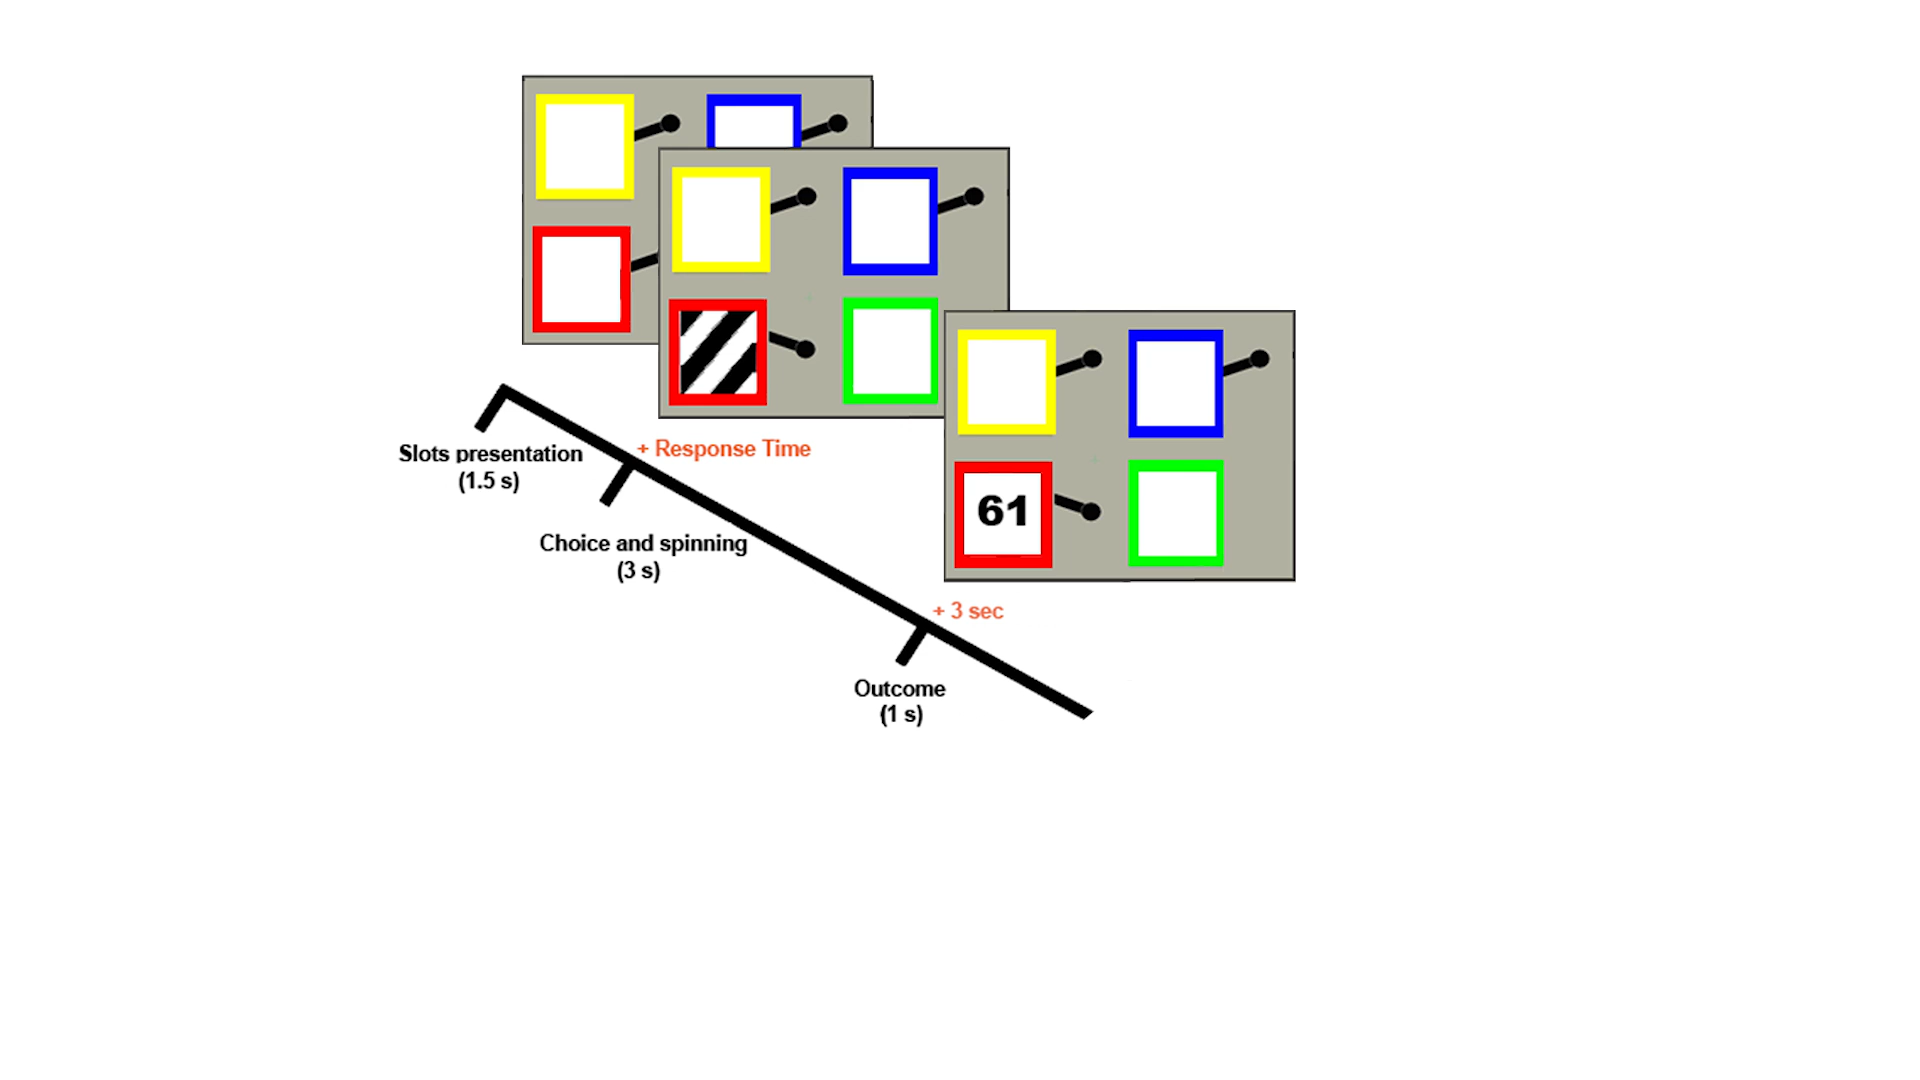 Slots presentation
(1.5 s)
+ Response Time
Choice and spinning
(3 s)
61
+ 3 sec
Outcome
(1 s)